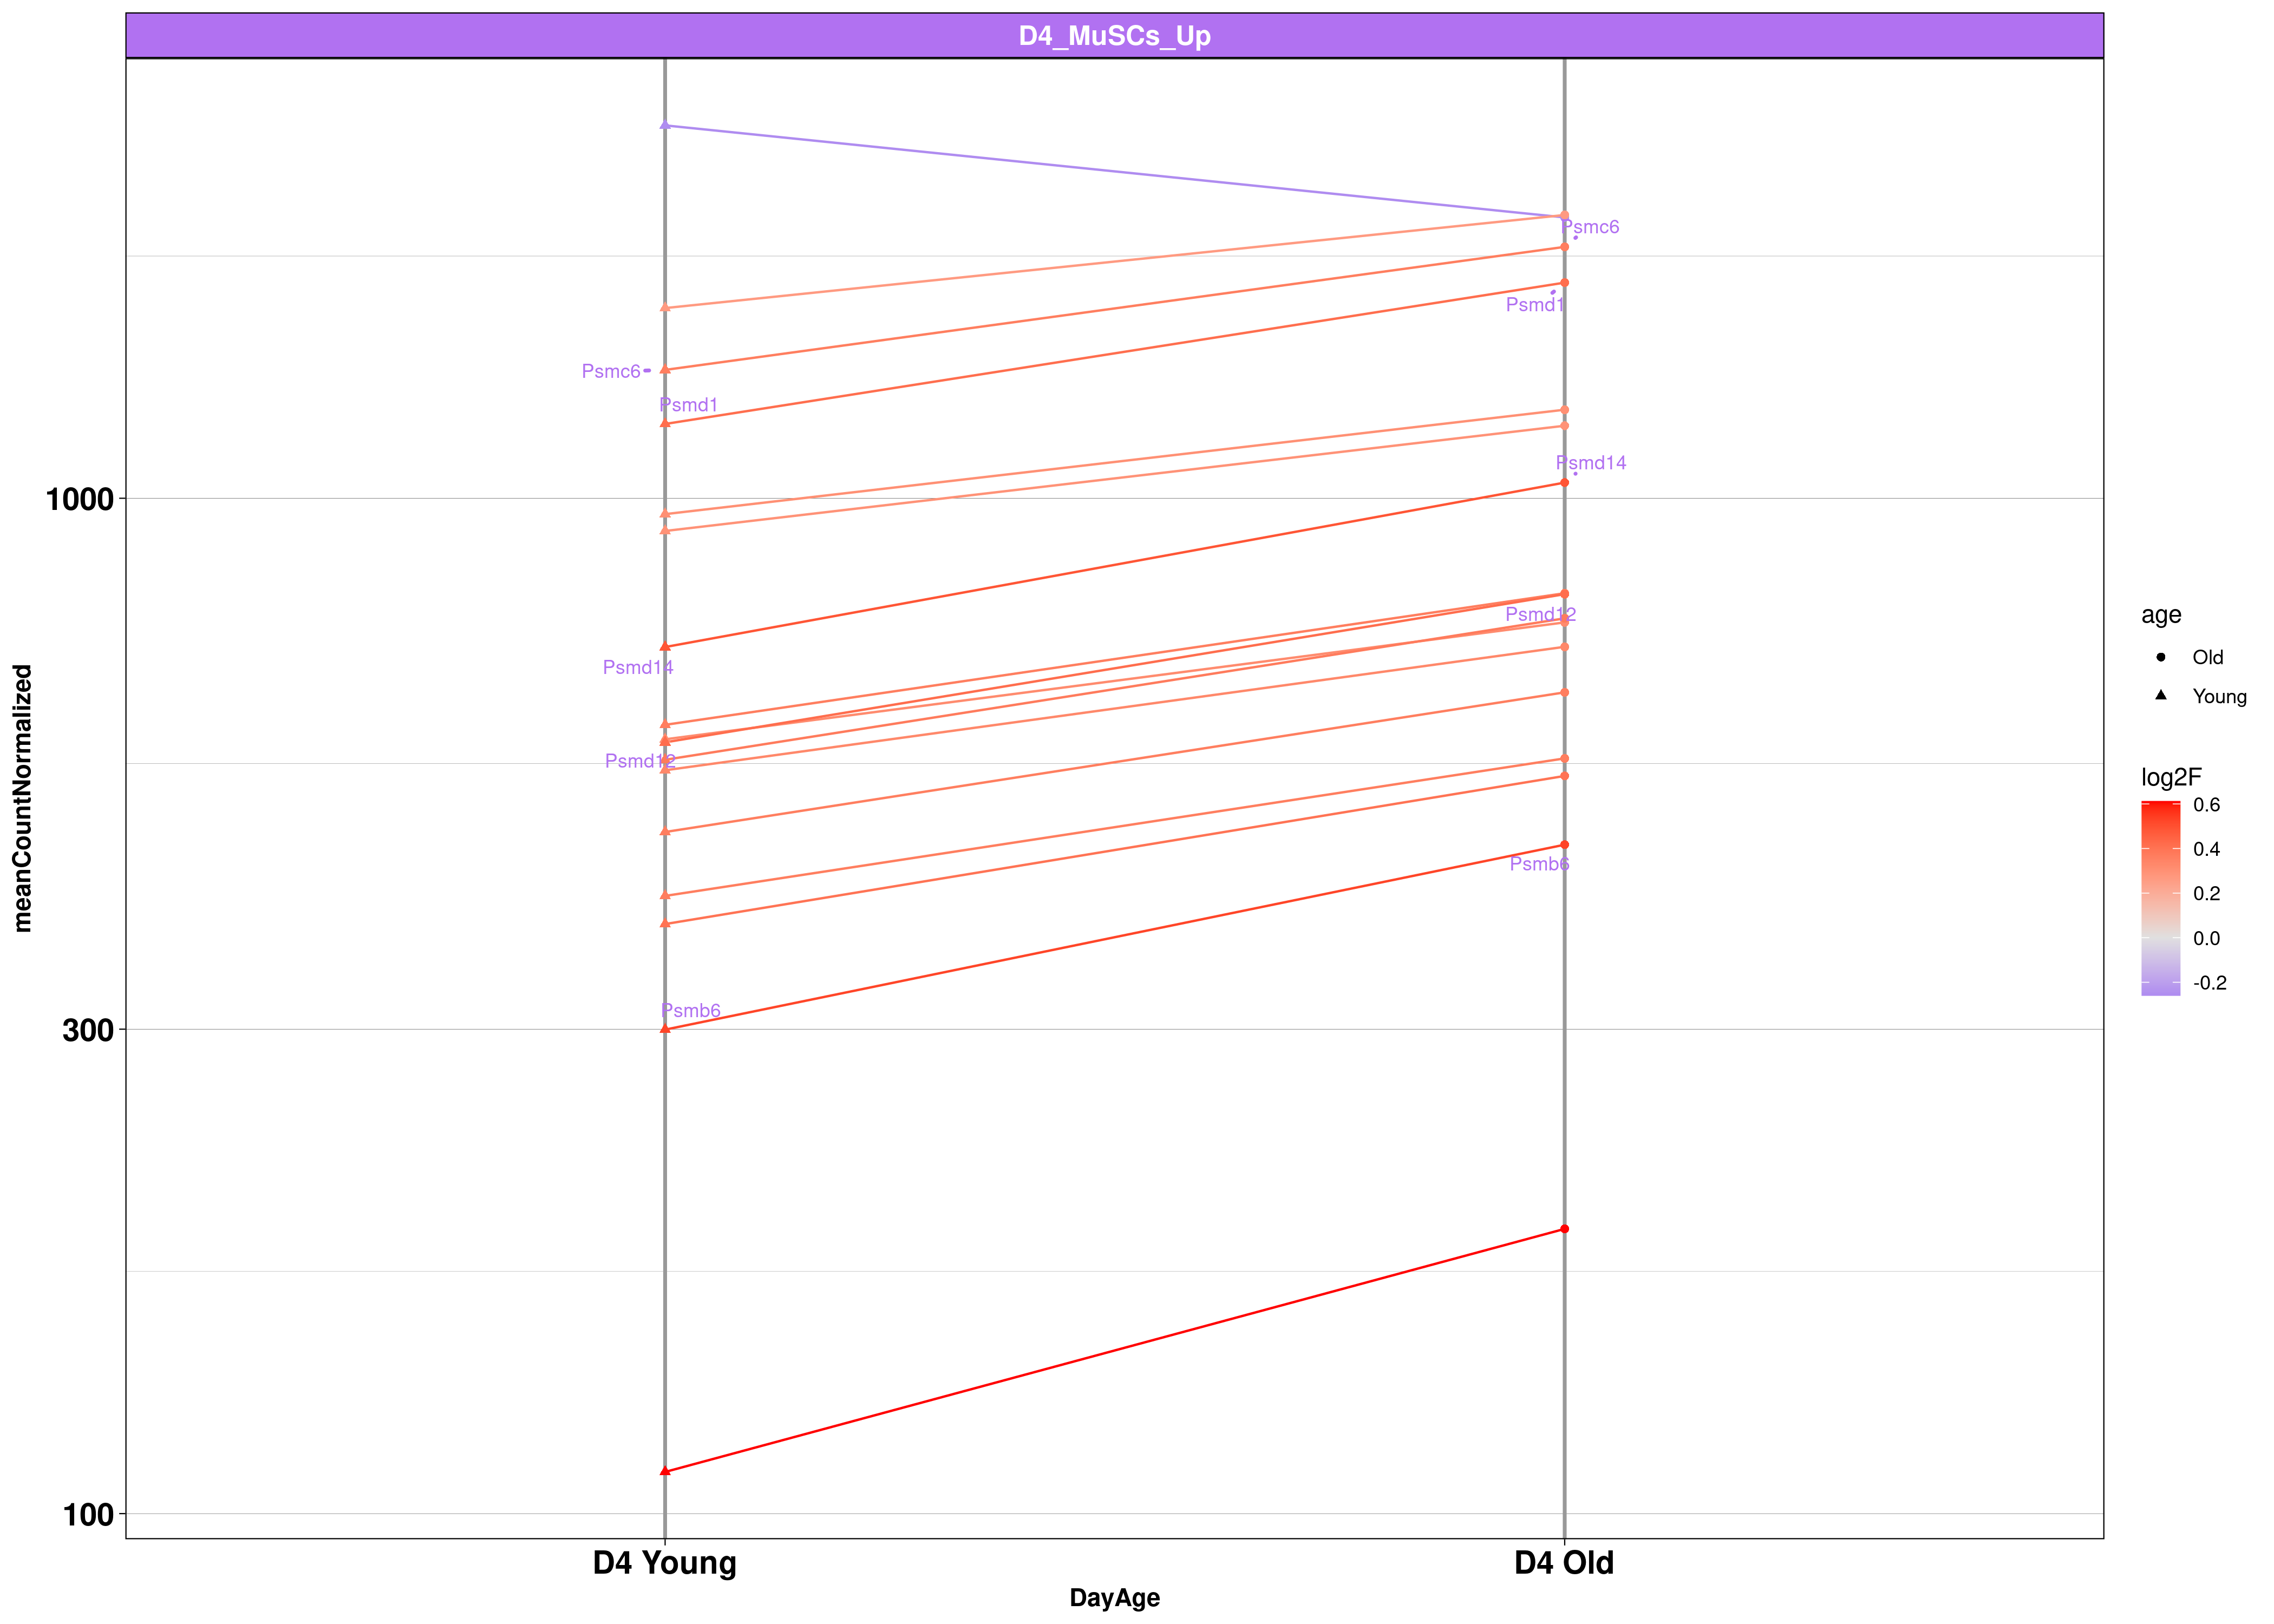 D4_MuSCs_Up
Psmc6
Psmd1
Psmc6
Psmd1
Psmd14
1000
Psmd12
Psmd14
Psmd12
Psmb6
Psmb6
300
100
meanCountNormalized
D4 Young
D4 Old
DayAge
age
Old
Young
log2F
0.6
0.4
0.2
0.0
-0.2